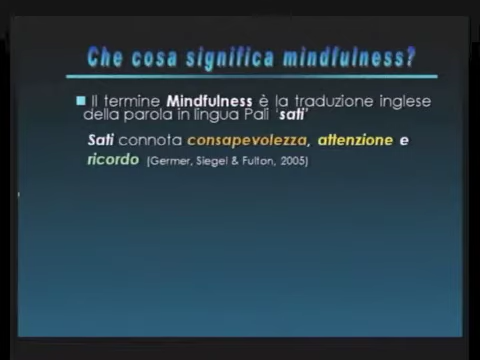 Che cosa significa mindfulness?
Il termine Mindfulness è la traduzione inglese
della parola in lingua Pali 'sati'
Sati connota consapevolezza, attenzione e
ricordo (Germer, Siegel & Fulton, 2005)